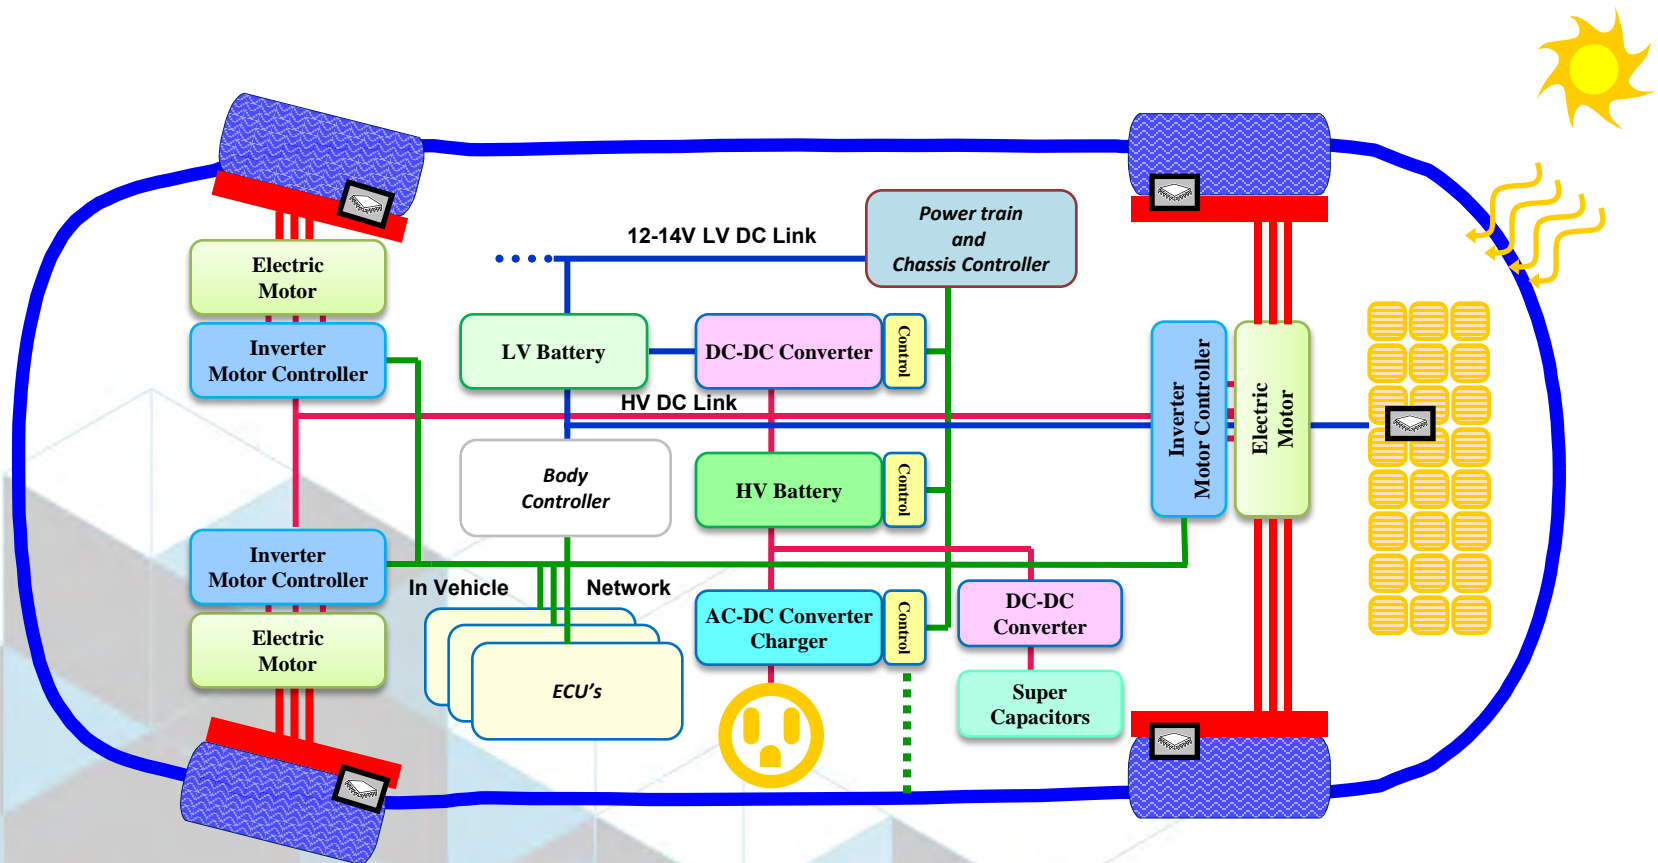 Power train
and
Chassis Controller
12-14V LV DC Link
Electric
Motor
Inverter
Motor Controller
LV Battery
DC-DC Converter
Control
HV DC Link
Inverter
Motor Controller
Electric
Motor
Body
Controller
HV Battery
Control
Inverter
Motor Controller
In Vehicle
Network
AC-DC Converter
Charger
Control
DC-DC
Converter
Electric
Motor
ECU's
Super
Capacitors